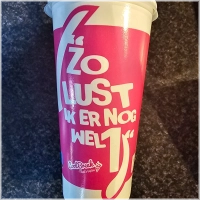 "ZO
LUST
IK ER NOG
WEL 1"